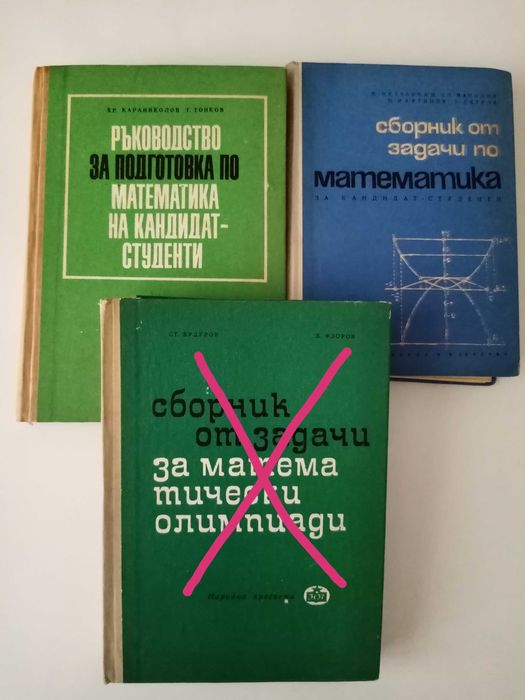 ХР. КАРАНИКОЛОВ Г. ТОНКОВ
РЪКОВОДСТВО
ЗА ПОДГОТОВКА ПО
МАТЕМАТИКА
НА КАНДИДАТ-
СТУДЕНТИ
сборник от
задачи по
математика
ЗА КАНДИДАТ-СТУДЕНТИ
СТ. БУДУРОВ
сборник
от задачи
за матема
тически
олимпиади
Народна просвета